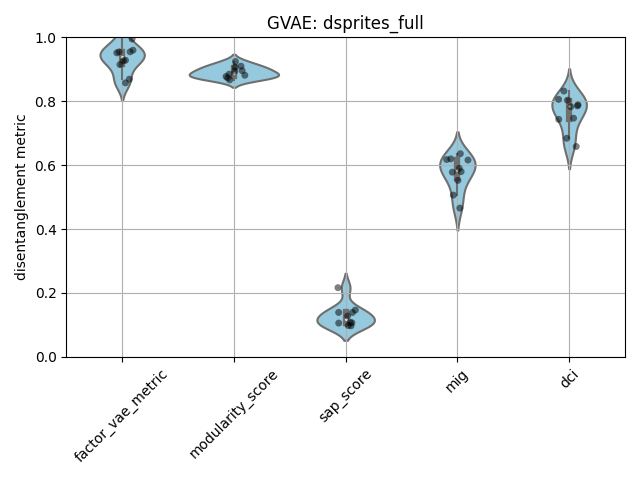 GVAE: dsprites_full
disentanglement metric
1.0
0.8
0.6
0.4
0.2
0.0
factor_vae_metric
modularity_score
sap_score
mig
dci